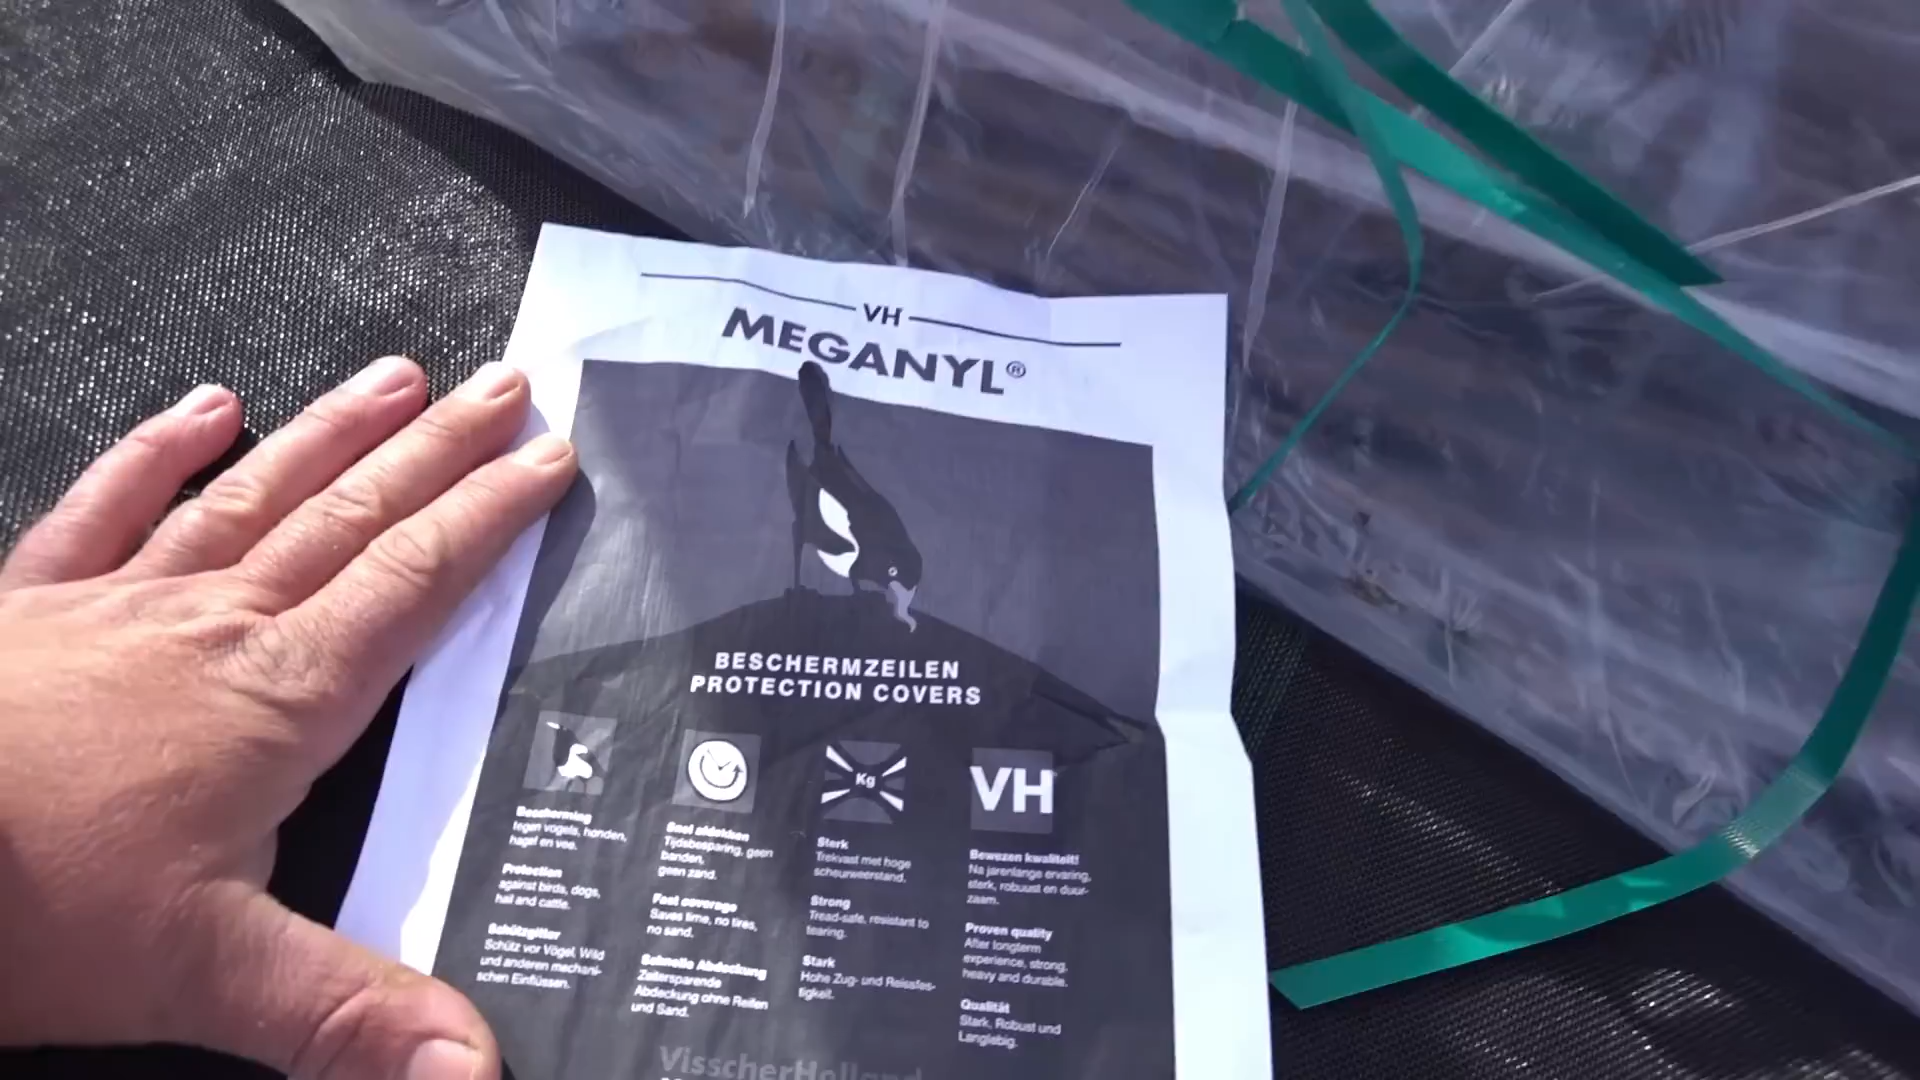 VH
MEGANYL®
BESCHERMZEILEN
PROTECTION COVERS
Kg
VH
Bescherming
tegen vogels, honden,
hagel en vee.
Protection
against birds, dogs,
hail and cattle.
Schützgitter
Schütz vor Vögel, Wild
und anderen mechani-
schen Einflüssen.
Snel afdekken
Tijdsbesparing, geen
banden,
geen zand.
Fast coverage
Saves time, no tires,
no sand.
Schnelle Abdeckung
Zeitersparende
Abdeckung ohne Reifen
und Sand.
Sterk
Trekvast met hoge
scheurweerstand.
Strong
Tread-safe, resistant to
tearing.
Stark
Hohe Zug- und Reissfes-
tigkeit.
Bewezen kwaliteit!
Na jarenlange ervaring,
sterk, robuust en duur-
zaam.
Proven quality
After longterm
experience, strong,
heavy and durable.
Qualität
Stark, Robust und
Langlebig.
VisscherHolland